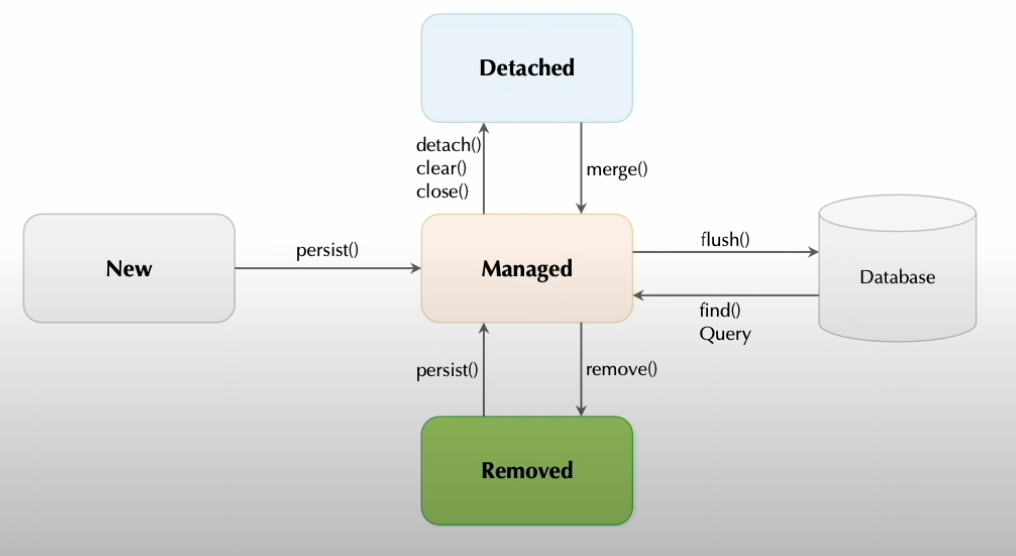 Detached
detach()
clear()
close()
merge()
New
persist()
Managed
flush()
find()
Query
Database
persist()
remove()
Removed